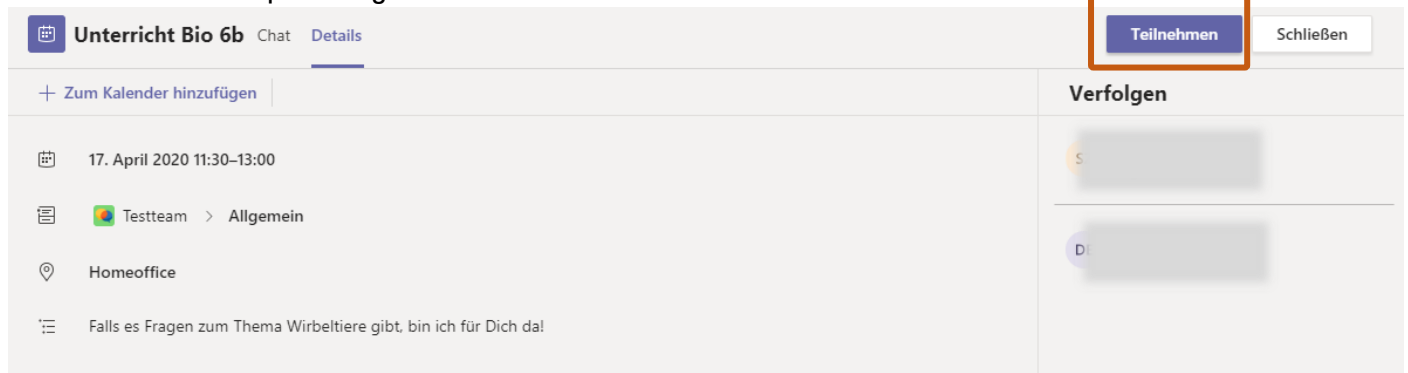 Unterricht Bio 6b Chat Details Teilnehmen Schließen
+ Zum Kalender hinzufügen
Verfolgen
17. April 2020 11:30–13:00
S
Testteam > Allgemein
DE
Homeoffice
Falls es Fragen zum Thema Wirbeltiere gibt, bin ich für Dich da!